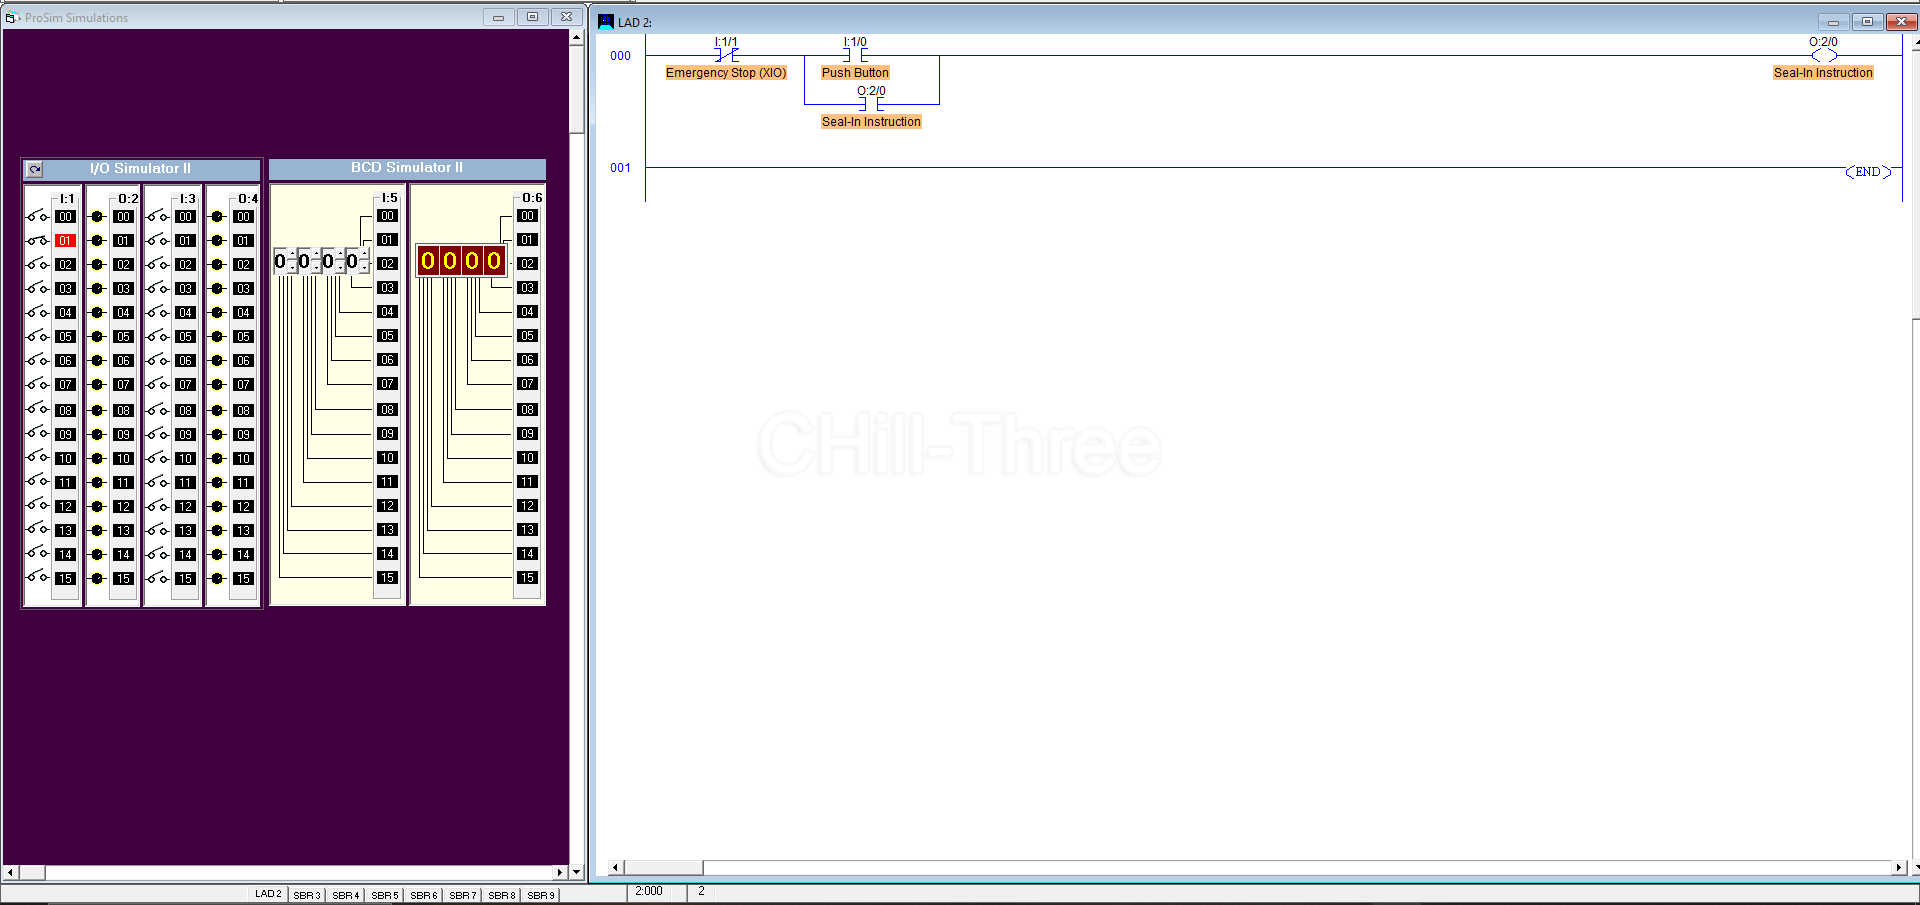 ProSim Simulations
I/O Simulator II
I:1 O:2 I:3 O:4
00 00 00 00
01 01 01 01
02 02 02 02
03 03 03 03
04 04 04 04
05 05 05 05
06 06 06 06
07 07 07 07
08 08 08 08
09 09 09 09
10 10 10 10
11 11 11 11
12 12 12 12
13 13 13 13
14 14 14 14
15 15 15 15
BCD Simulator II
I:5 O:6
00 00
01 01
0 0 0 0 02 0 0 0 0 02
03 03
04 04
05 05
06 06
07 07
08 08
09 09
10 10
11 11
12 12
13 13
14 14
15 15
LAD 2 SBR 3 SBR 4 SBR 5 SBR 6 SBR 7 SBR 8 SBR 9
2:000 2
LAD 2:
I:1/1 I:1/0 O:2/0
000
Emergency Stop (XIO) Push Button Seal-In Instruction
O:2/0
Seal-In Instruction
001
END
CHill-Three